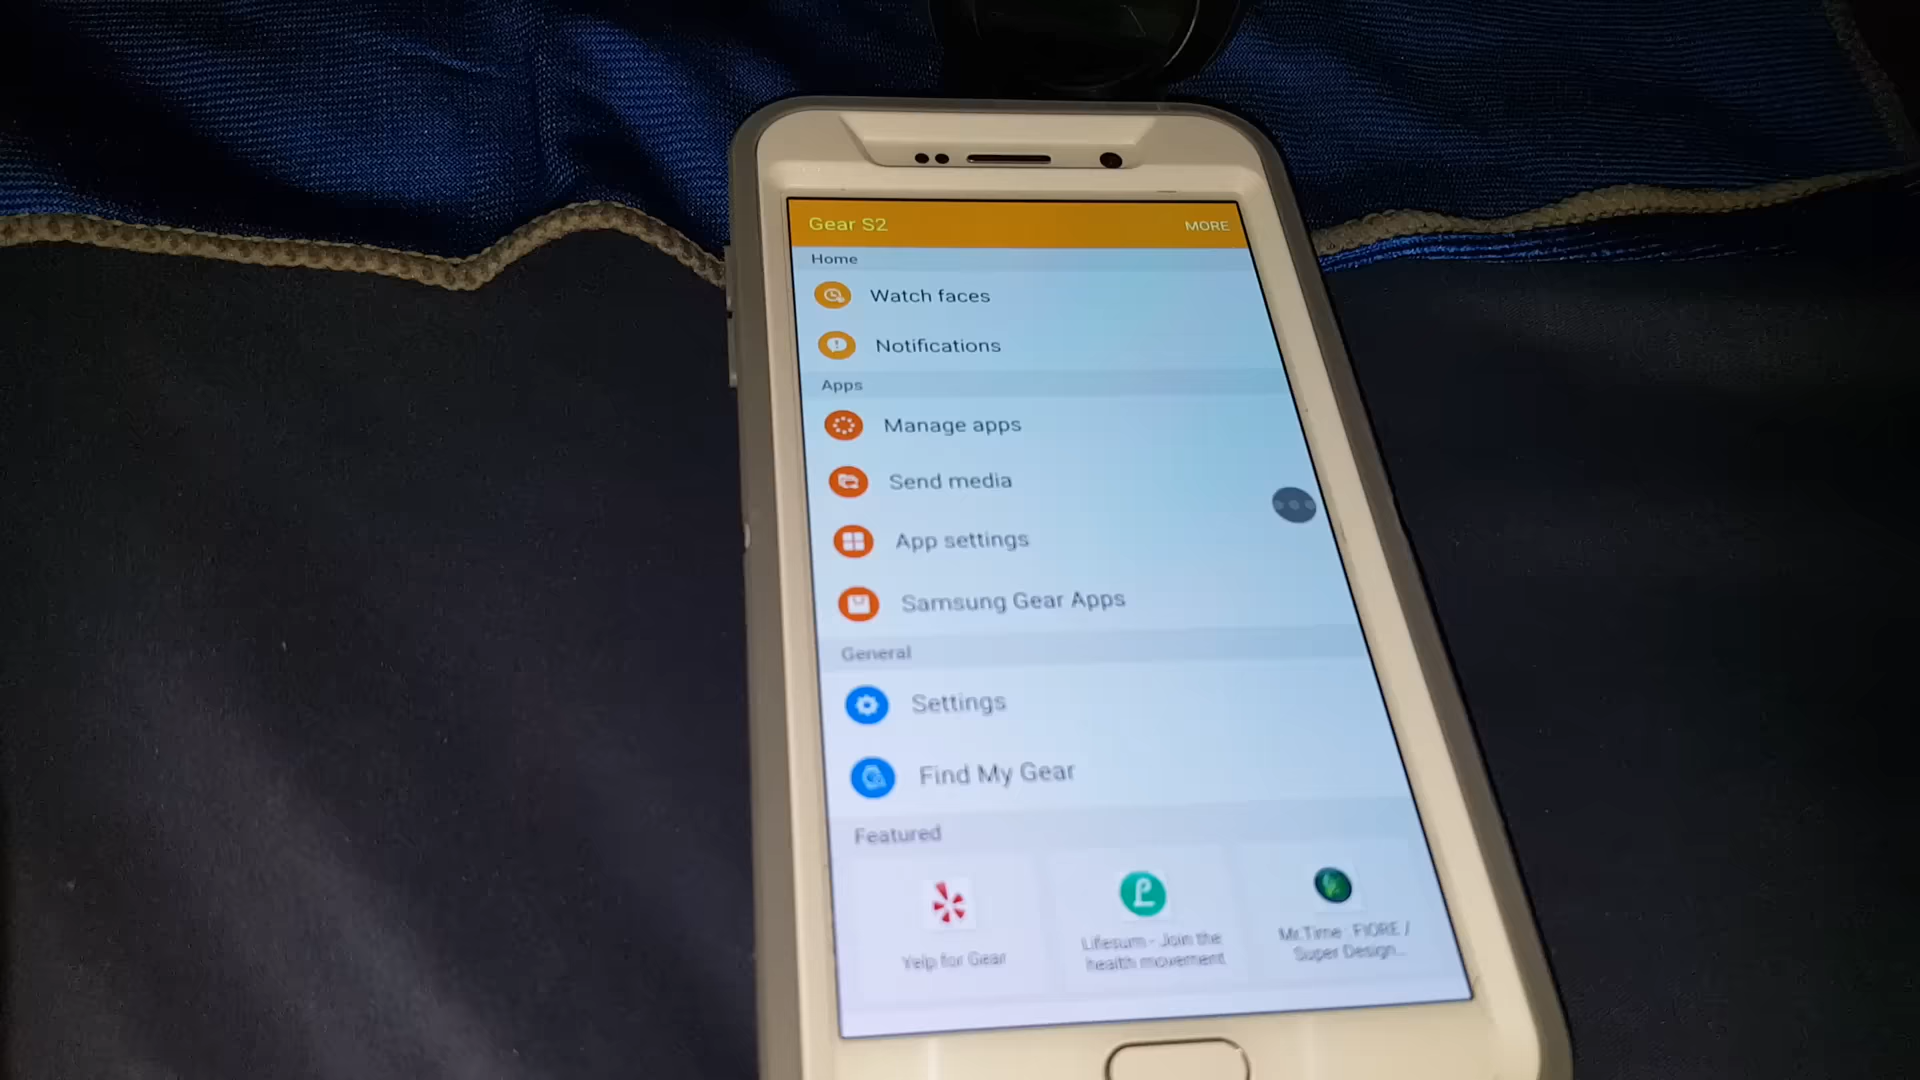 Gear S2
MORE
Home
Watch faces
Notifications
Apps
Manage apps
Send media
App settings
Samsung Gear Apps
General
Settings
Find My Gear
Featured
Yelp for Gear
Lifesum - Join the
health movement
Mr.Time : FIORE /
Super Design...